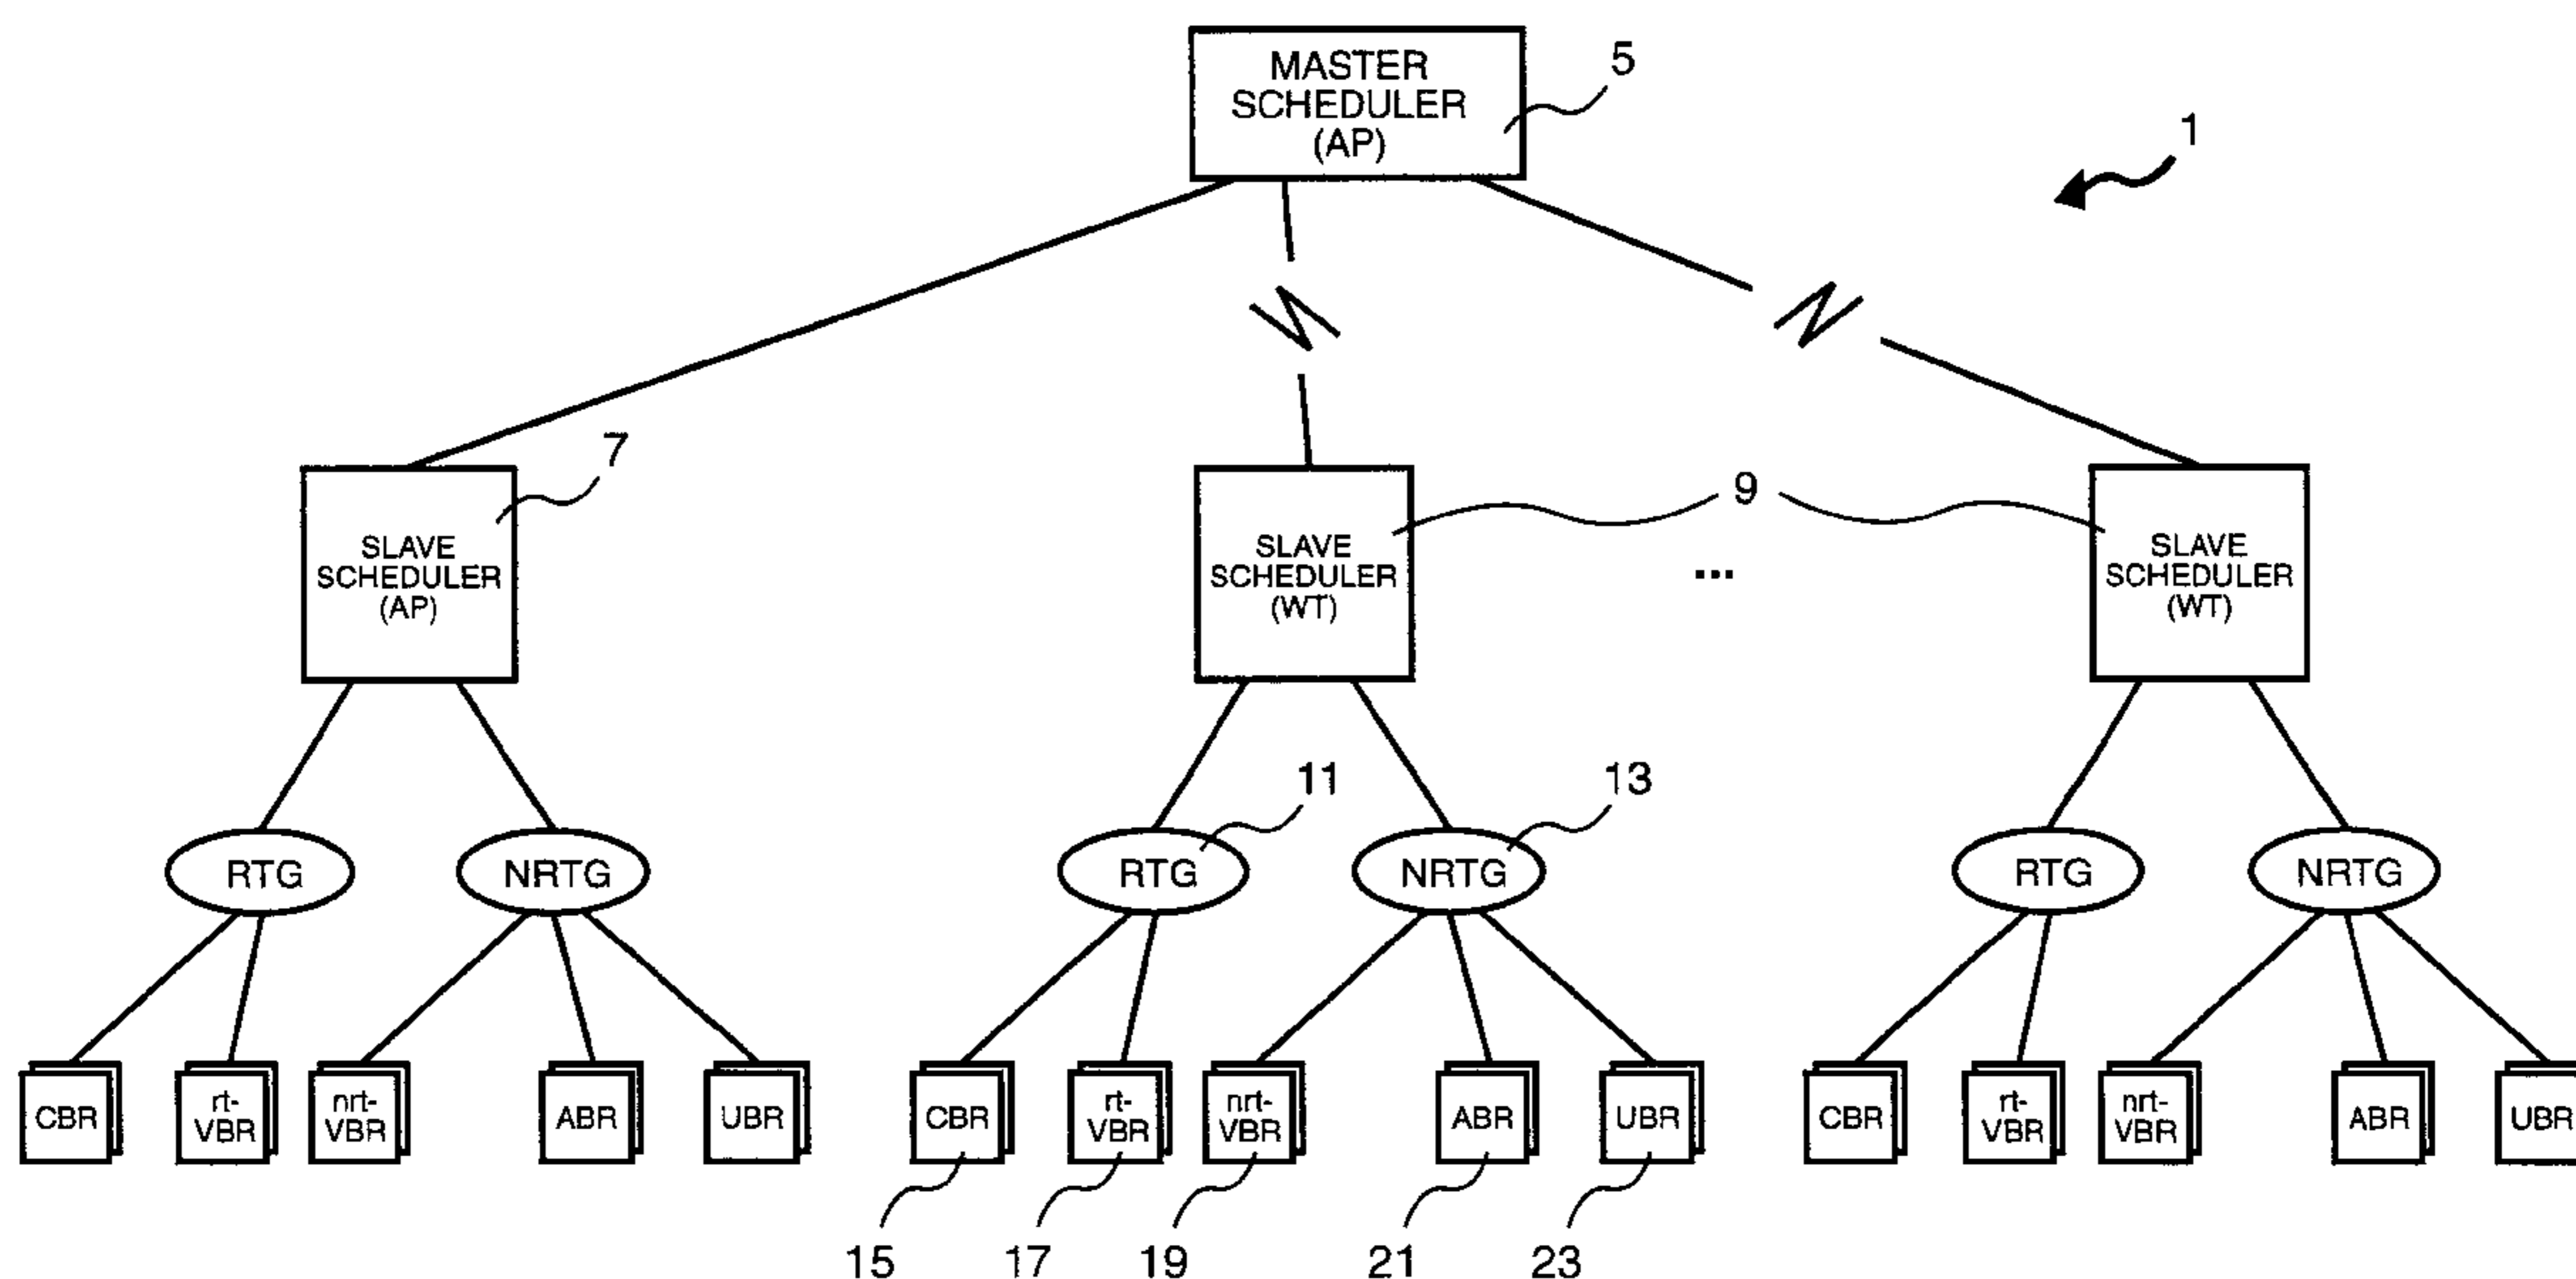 MASTER
SCHEDULER
(AP)
5
1
7
SLAVE
SCHEDULER
(AP)
9
SLAVE
SCHEDULER
(WT)
...
SLAVE
SCHEDULER
(WT)
11
13
RTG
NRTG
RTG
NRTG
RTG
NRTG
CBR
rt-
VBR
nrt-
VBR
ABR
UBR
CBR
rt-
VBR
nrt-
VBR
ABR
UBR
CBR
rt-
VBR
nrt-
VBR
ABR
UBR
15
17
19
21
23